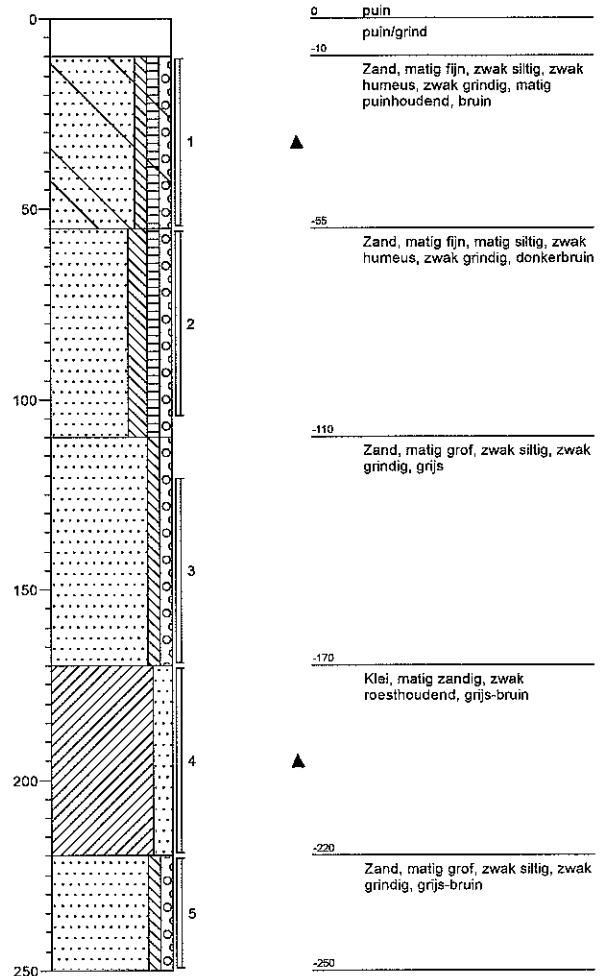 0
50
100
150
200
250
1
2
3
4
5
0 puin
puin/grind
-10
Zand, matig fijn, zwak siltig, zwak
humeus, zwak grindig, matig
puinhoudend, bruin
-55
Zand, matig fijn, matig siltig, zwak
humeus, zwak grindig, donkerbruin
-110
Zand, matig grof, zwak siltig, zwak
grindig, grijs
-170
Klei, matig zandig, zwak
roesthoudend, grijs-bruin
-220
Zand, matig grof, zwak siltig, zwak
grindig, grijs-bruin
-250